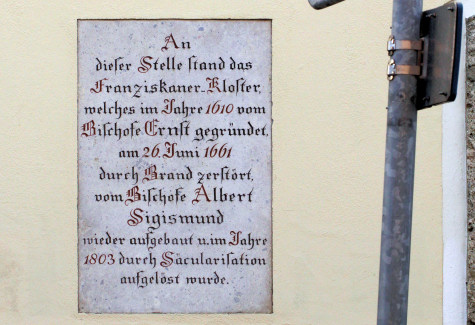 An
dieser Stelle stand das
Franziskaner-Kloster,
welches im Jahre 1610 vom
Bischofe Ernst gegründet,
am 26. Juni 1661
durch Brand zerstört,
vom Bischofe Albert
Sigismund
wieder aufgebaut u. im Jahre
1803 durch Säcularisation
aufgelöst wurde.